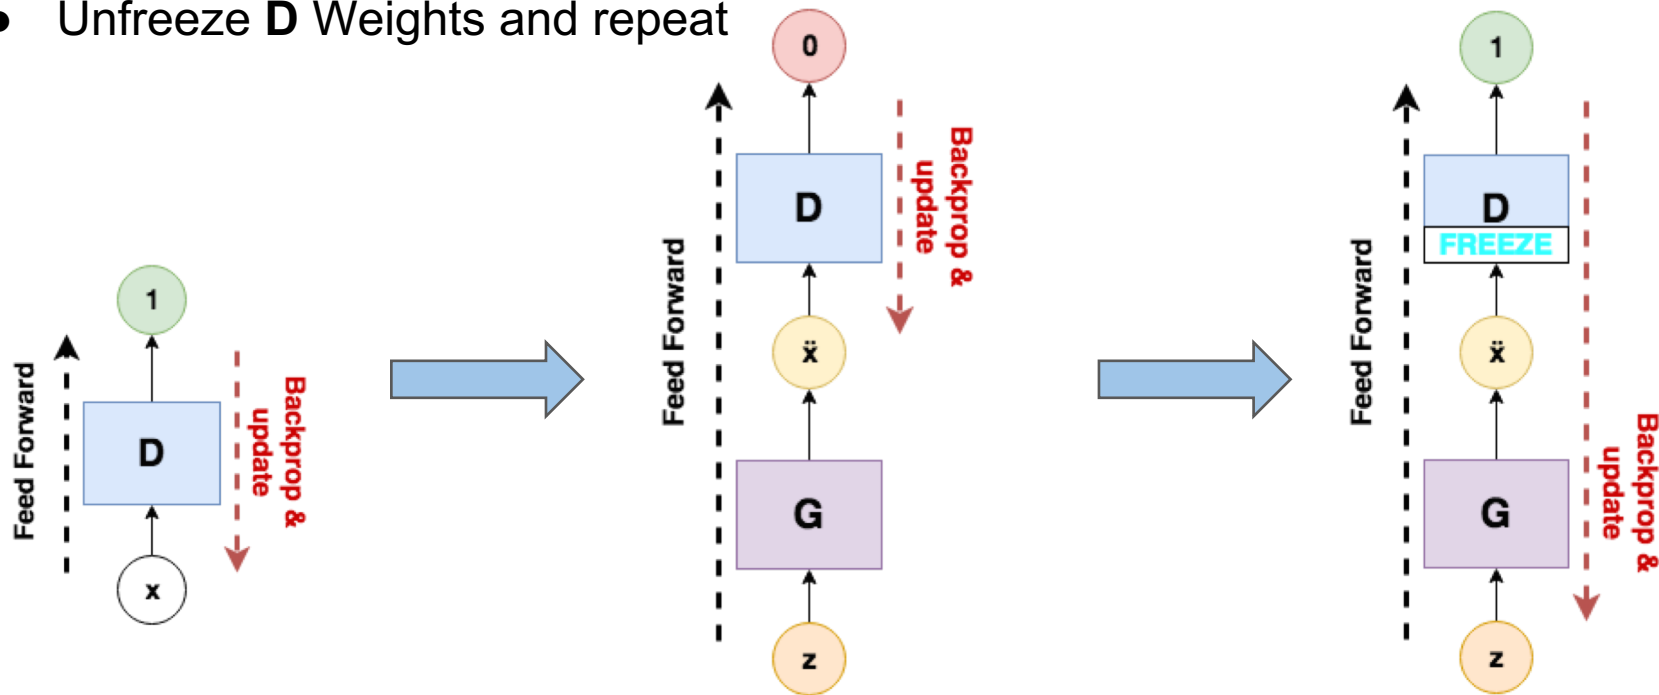 • Unfreeze D Weights and repeat
1
Feed Forward
D
Backprop &
update
x
0
Feed Forward
D
Backprop &
update
ẍ
G
z
1
Feed Forward
D
FREEZE
ẍ
Backprop &
update
G
z